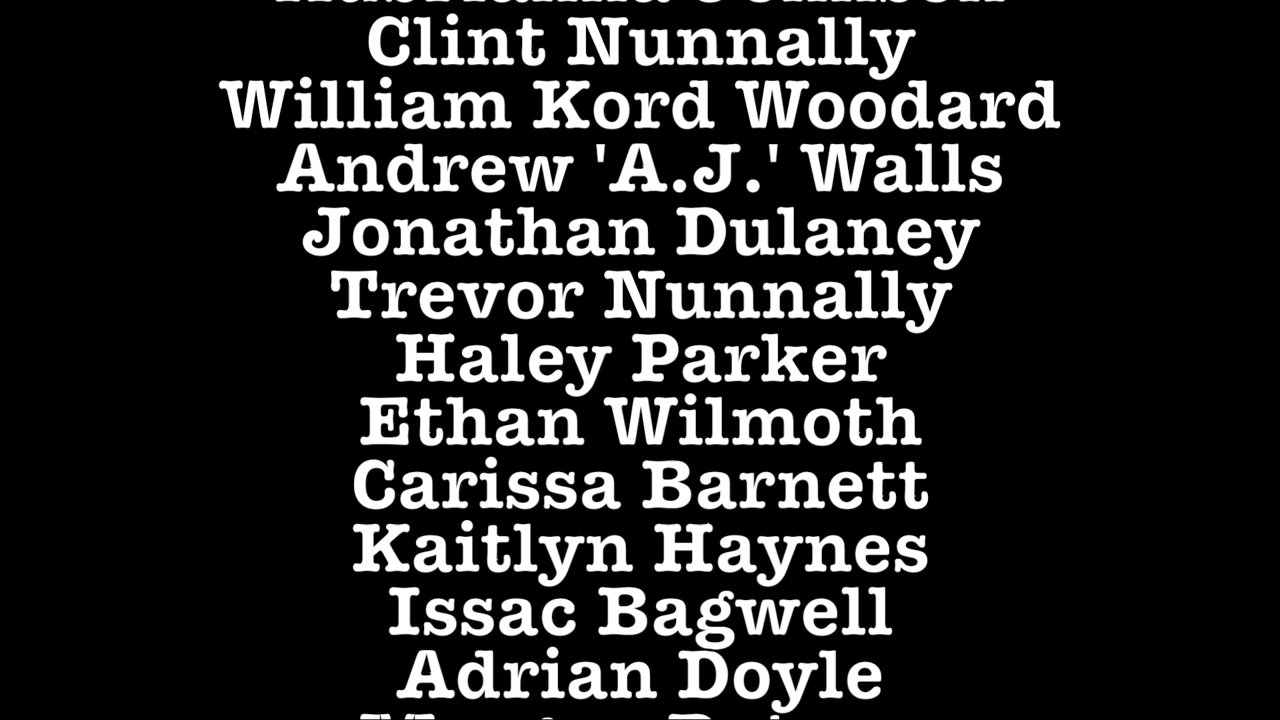 Clint Nunnally
William Kord Woodard
Andrew 'A.J.' Walls
Jonathan Dulaney
Trevor Nunnally
Haley Parker
Ethan Wilmoth
Carissa Barnett
Kaitlyn Haynes
Issac Bagwell
Adrian Doyle